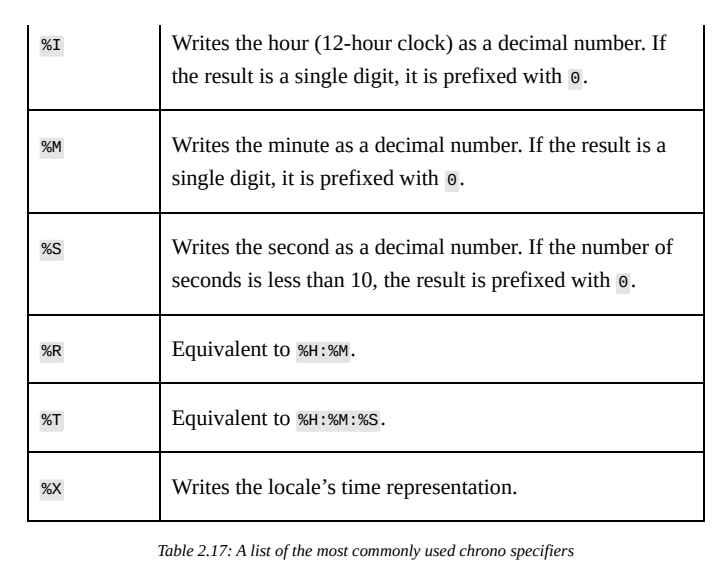 %I Writes the hour (12-hour clock) as a decimal number. If
the result is a single digit, it is prefixed with 0.
%M Writes the minute as a decimal number. If the result is a
single digit, it is prefixed with 0.
%S Writes the second as a decimal number. If the number of
seconds is less than 10, the result is prefixed with 0.
%R Equivalent to %H:%M.
%T Equivalent to %H:%M:%S.
%X Writes the locale’s time representation.
Table 2.17: A list of the most commonly used chrono specifiers